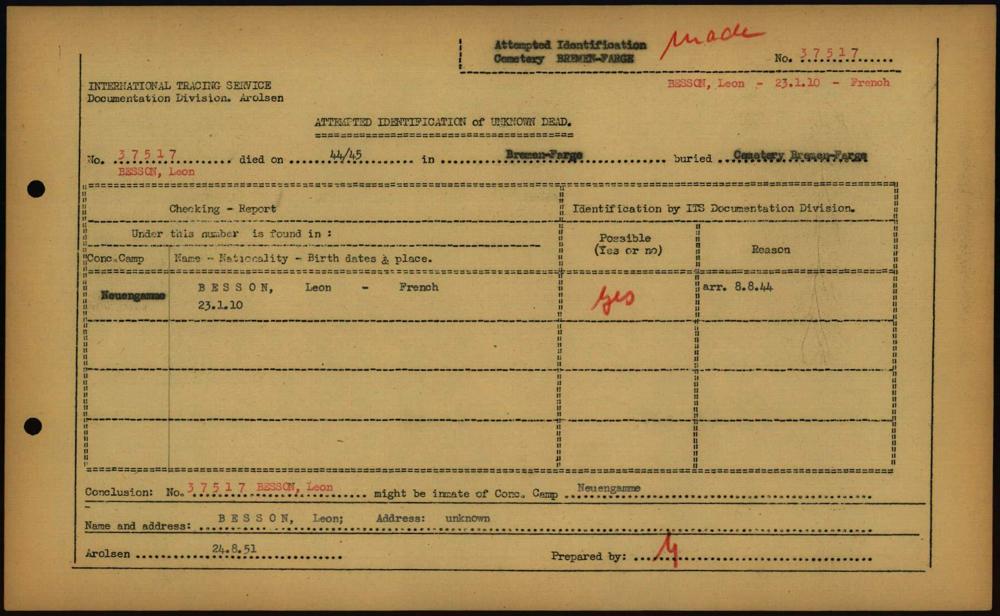 Attempted Identification made
Cemetery BREMEN-FARGE No. 37517
BESSON, Leon - 23.1.10 - French
INTERNATIONAL TRACING SERVICE
Documentation Division. Arolsen
ATTEMPTED IDENTIFICATION of UNKNOWN DEAD.
No. 37517 died on 44/45 in Bremen-Farge buried Cemetery Bremen-Farge
BESSON, Leon
Checking - Report Identification by ITS Documentation Division.
Under this number is found in :
Possible
(Yes or no) Reason
Conc.Camp Name - Nationality - Birth dates & place.
Neuengamme BESSON, Leon - French yes arr. 8.8.44
23.1.10
Conclusion: No. 37517 BESSON, Leon might be inmate of Conc. Camp Neuengamme
Name and address: BESSON, Leon; Address: unknown
Arolsen 24.8.51 Prepared by: